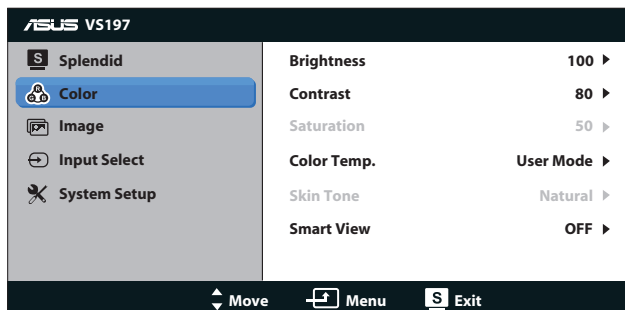 ASUS VS197
S Splendid
Color
Image
Input Select
System Setup
Brightness 100
Contrast 80
Saturation 50
Color Temp. User Mode
Skin Tone Natural
Smart View OFF
Move Menu S Exit